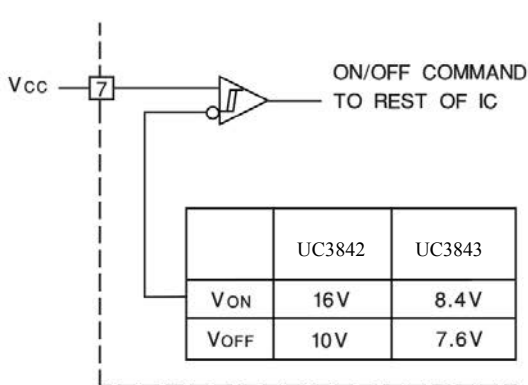 Vcc
7
ON/OFF COMMAND
TO REST OF IC
UC3842 UC3843
VON 16V 8.4V
VOFF 10V 7.6V